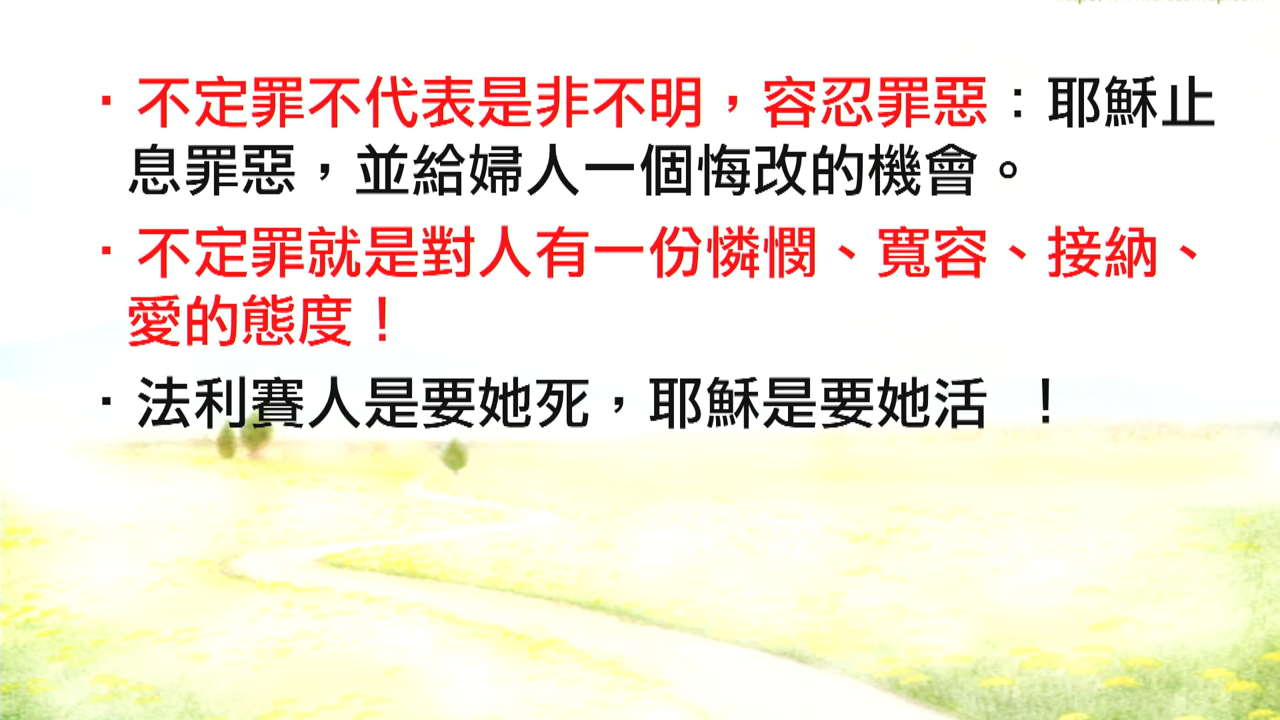 · 不定罪不代表是非不明，容忍罪惡：耶穌止
息罪惡，並給婦人一個悔改的機會。
· 不定罪就是對人有一份憐憫、寬容、接納、
愛的態度！
· 法利賽人是要她死，耶穌是要她活 ！